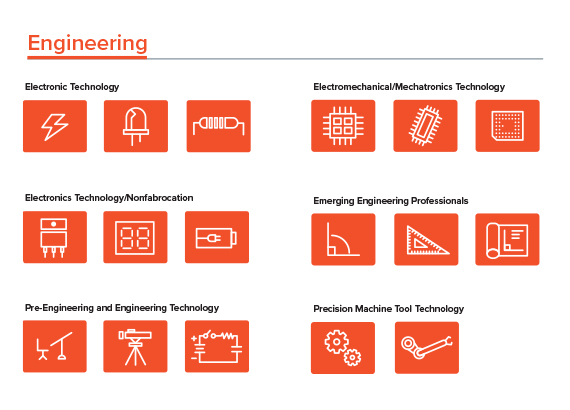 Engineering
Electronic Technology
Electromechanical/Mechatronics Technology
Electronics Technology/Nonfabrocation
Emerging Engineering Professionals
Pre-Engineering and Engineering Technology
Precision Machine Tool Technology